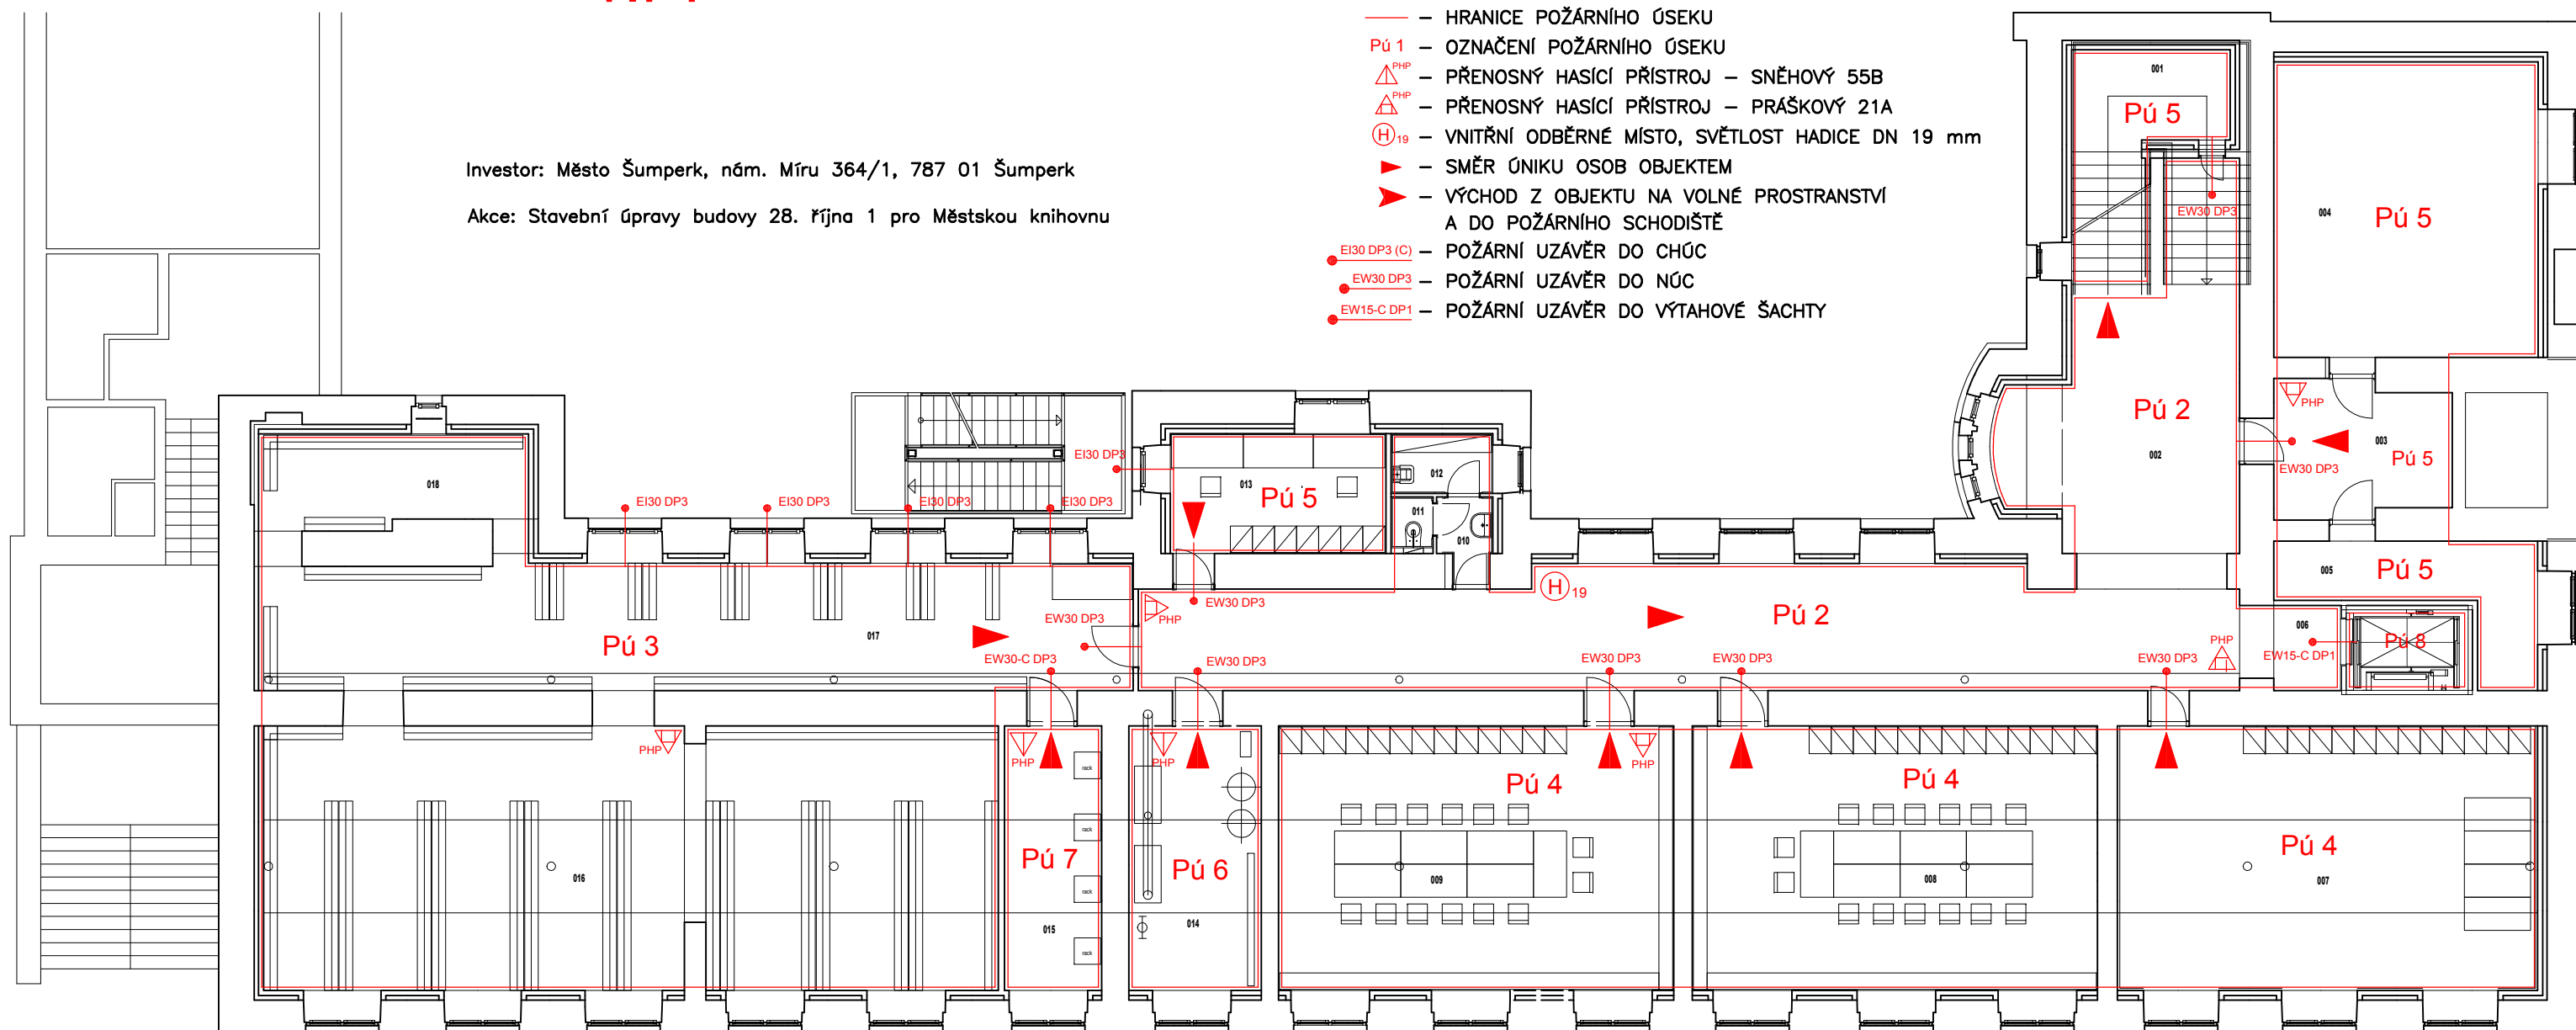 HRANICE POŽÁRNÍHO ÚSEKU
Pú 1 – OZNAČENÍ POŽÁRNÍHO ÚSEKU
PHP – PŘENOSNÝ HASÍCÍ PŘÍSTROJ – SNĚHOVÝ 55B
PHP – PŘENOSNÝ HASÍCÍ PŘÍSTROJ – PRÁŠKOVÝ 21A
H 19 – VNITŘNÍ ODBĚRNÉ MÍSTO, SVĚTLOST HADICE DN 19 mm
– SMĚR ÚNIKU OSOB OBJEKTEM
– VÝCHOD Z OBJEKTU NA VOLNÉ PROSTRANSTVÍ
A DO POŽÁRNÍHO SCHODIŠTĚ
EI30 DP3 (C) – POŽÁRNÍ UZÁVĚR DO CHÚC
EW30 DP3 – POŽÁRNÍ UZÁVĚR DO NÚC
EW15-C DP1 – POŽÁRNÍ UZÁVĚR DO VÝTAHOVÉ ŠACHTY
Investor: Město Šumperk, nám. Míru 364/1, 787 01 Šumperk
Akce: Stavební úpravy budovy 28. října 1 pro Městskou knihovnu
001
Pú 5
EW30 DP3
004
Pú 5
Pú 2
002
PHP
003
Pú 5
EW30 DP3
005
Pú 5
006
Pú 8
EW15-C DP1
018
EI30 DP3
EI30 DP3
EI30 DP3
EI30 DP3
EI30 DP3
013
Pú 5
012
011
010
EW30 DP3
H 19
Pú 3
017
EW30 DP3
PHP
Pú 2
PHP
EW30-C DP3
EW30 DP3
EW30 DP3
EW30 DP3
EW30 DP3
PHP
016
PHP
rack
rack
Pú 7
rack
015
rack
PHP
Pú 6
014
Pú 4
PHP
009
Pú 4
008
Pú 4
007